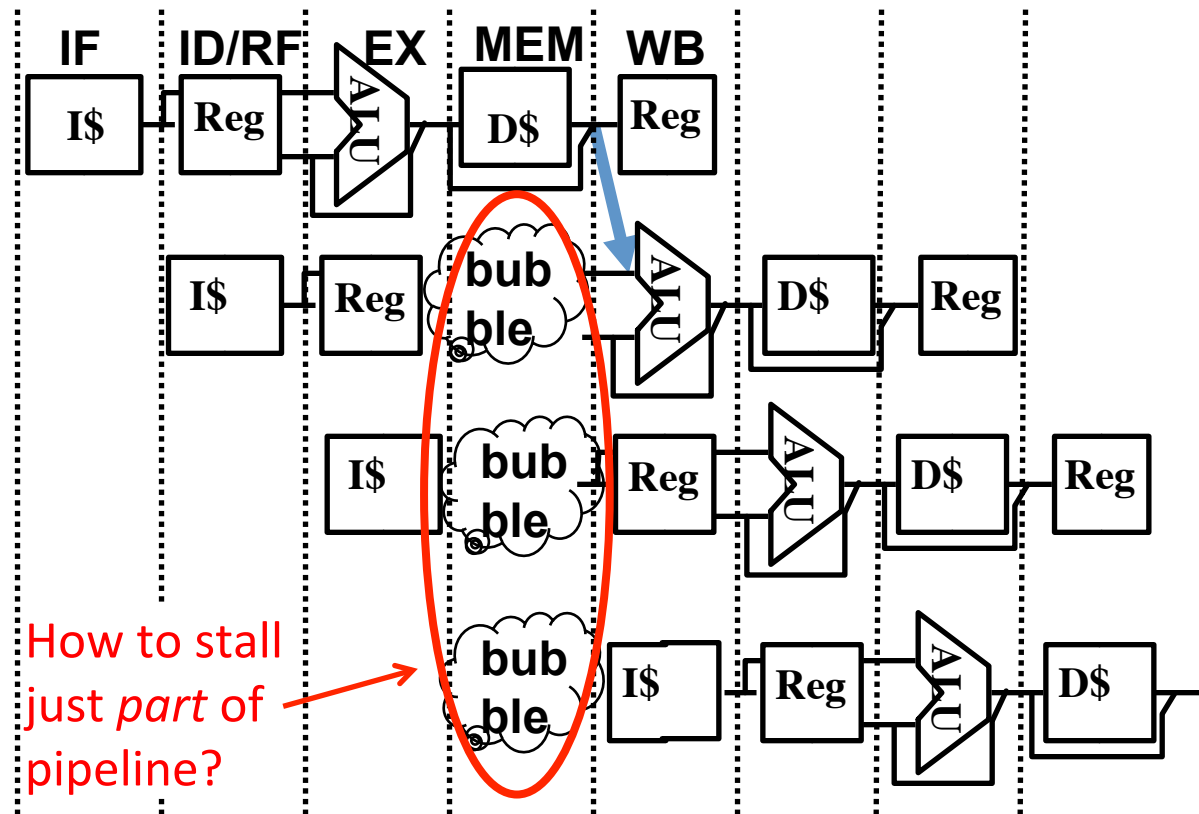 IF ID/RF EX MEM WB
I$ Reg ALU D$ Reg
I$ Reg bub ALU D$ Reg
ble
I$ bub Reg ALU D$ Reg
ble
How to stall
just part of
pipeline?
bub I$ Reg ALU D$
ble